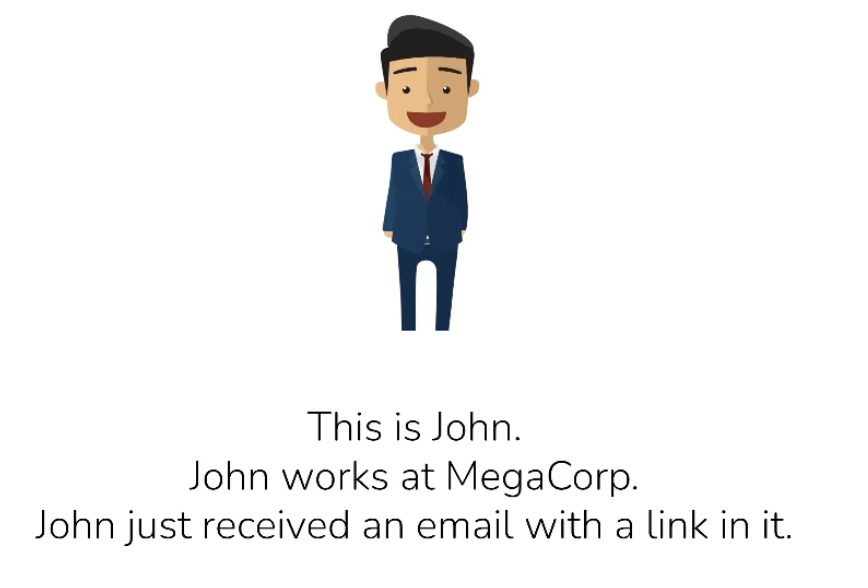 This is John.
John works at MegaCorp.
John just received an email with a link in it.